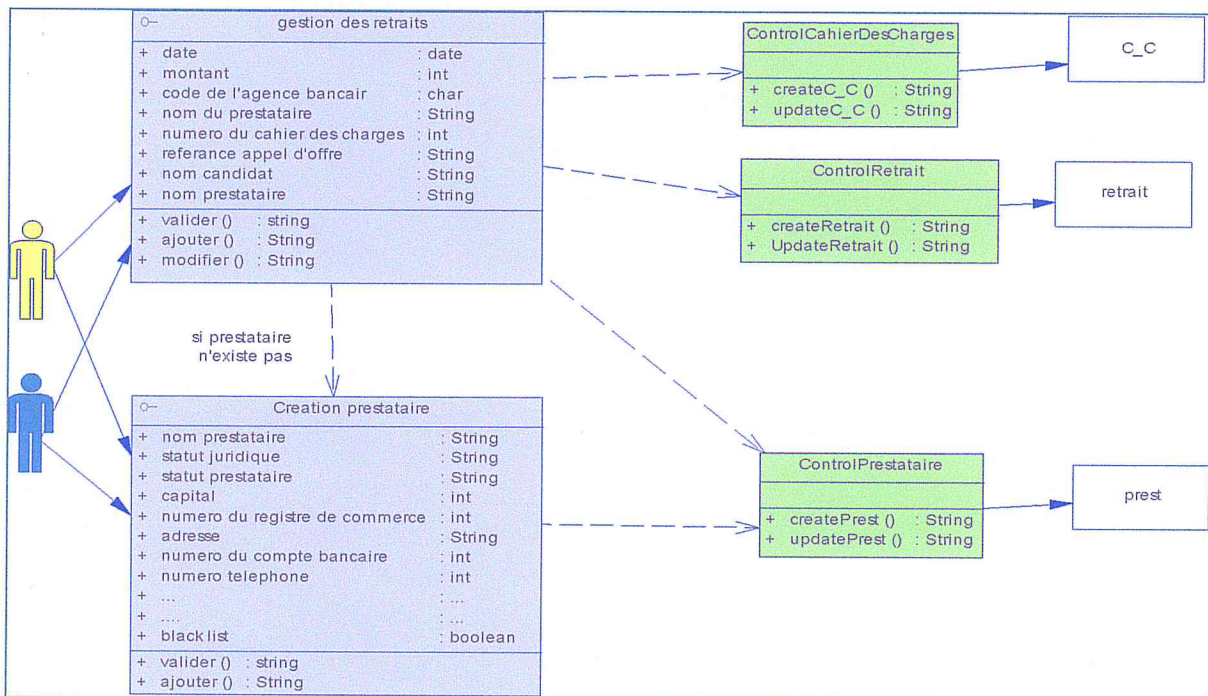 gestion des retraits
+ date : date
+ montant : int
+ code de l'agence bancair : char
+ nom du prestataire : String
+ numero du cahier des charges : int
+ referance appel d'offre : String
+ nom candidat : String
+ nom prestataire : String
+ valider () : string
+ ajouter () : String
+ modifier () : String
ControlCahierDesCharges
+ createC_C () : String
+ updateC_C () : String
C_C
ControlRetrait
+ createRetrait () : String
+ UpdateRetrait () : String
retrait
si prestataire
n'existe pas
Creation prestataire
+ nom prestataire : String
+ statut juridique : String
+ statut prestataire : String
+ capital : int
+ numero du registre de commerce : int
+ adresse : String
+ numero du compte bancaire : int
+ numero telephone : int
+ ... : ...
+ .... : ...
+ black list : boolean
+ valider () : string
+ ajouter () : String
ControlPrestataire
+ createPrest () : String
+ updatePrest () : String
prest